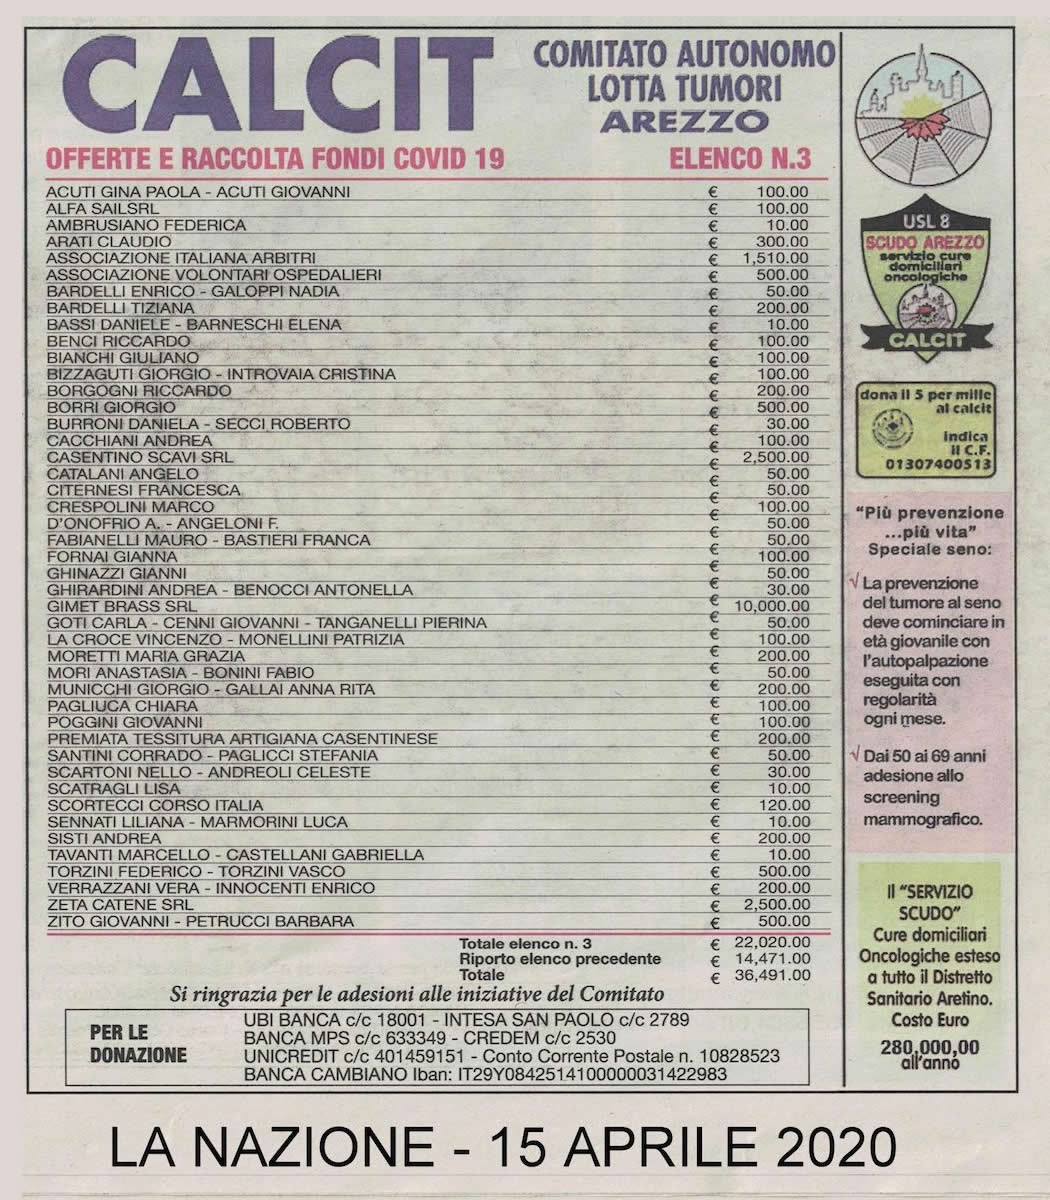 CALCIT
COMITATO AUTONOMO
LOTTA TUMORI
AREZZO
OFFERTE E RACCOLTA FONDI COVID 19 ELENCO N.3
ACUTI GINA PAOLA - ACUTI GIOVANNI € 100.00
ALFA SAILSRL € 100.00
AMBRUSIANO FEDERICA € 10.00
ARATI CLAUDIO € 300.00
ASSOCIAZIONE ITALIANA ARBITRI € 1,510.00
ASSOCIAZIONE VOLONTARI OSPEDALIERI € 500.00
BARDELLI ENRICO - GALOPPI NADIA € 50.00
BARDELLI TIZIANA € 200.00
BASSI DANIELE - BARNESCHI ELENA € 10.00
BENCI RICCARDO € 100.00
BIANCHI GIULIANO € 100.00
BIZZAGUTI GIORGIO - INTROVAIA CRISTINA € 100.00
BORGOGNI RICCARDO € 200.00
BORRI GIORGIO € 500.00
BURRONI DANIELA - SECCI ROBERTO € 30.00
CACCHIANI ANDREA € 100.00
CASENTINO SCAVI SRL € 2,500.00
CATALANI ANGELO € 50.00
CITERNESI FRANCESCA € 50.00
CRESPOLINI MARCO € 100.00
D'ONOFRIO A. - ANGELONI F. € 50.00
FABIANELLI MAURO - BASTIERI FRANCA € 50.00
FORNAI GIANNA € 100.00
GHINAZZI GIANNI € 50.00
GHIRARDINI ANDREA - BENOCCI ANTONELLA € 30.00
GIMET BRASS SRL € 10,000.00
GOTI CARLA - CENNI GIOVANNI - TANGANELLI PIERINA € 50.00
LA CROCE VINCENZO - MONELLINI PATRIZIA € 100.00
MORETTI MARIA GRAZIA € 200.00
MORI ANASTASIA - BONINI FABIO € 50.00
MUNICCHI GIORGIO - GALLAI ANNA RITA € 200.00
PAGLIUCA CHIARA € 100.00
POGGINI GIOVANNI € 100.00
PREMIATA TESSITURA ARTIGIANA CASENTINESE € 200.00
SANTINI CORRADO - PAGLICCI STEFANIA € 50.00
SCARTONI NELLO - ANDREOLI CELESTE € 30.00
SCATRAGLI LISA € 10.00
SCORTECCI CORSO ITALIA € 120.00
SENNATI LILIANA - MARMORINI LUCA € 10.00
SISTI ANDREA € 200.00
TAVANTI MARCELLO - CASTELLANI GABRIELLA € 10.00
TORZINI FEDERICO - TORZINI VASCO € 500.00
VERRAZZANI VERA - INNOCENTI ENRICO € 200.00
ZETA CATENE SRL € 2,500.00
ZITO GIOVANNI - PETRUCCI BARBARA € 500.00
Totale elenco n. 3 € 22,020.00
Riporto elenco precedente € 14,471.00
Totale € 36,491.00
Si ringrazia per le adesioni alle iniziative del Comitato
PER LE
DONAZIONE
UBI BANCA c/c 18001 - INTESA SAN PAOLO c/c 2789
BANCA MPS c/c 633349 - CREDEM c/c 2530
UNICREDIT c/c 401459151 - Conto Corrente Postale n. 10828523
BANCA CAMBIANO Iban: IT29Y0842514100000031422983
USL 8
SCUDO AREZZO
servizio cure
domiciliari
oncologiche
CALCIT
dona il 5 per mille
al calcit
indica
il C.F.
01307400513
"Più prevenzione
...più vita"
Speciale seno:
√ La prevenzione
del tumore al seno
deve cominciare in
età giovanile con
l'autopalpazione
eseguita con
regolarità
ogni mese.
√ Dai 50 ai 69 anni
adesione allo
screening
mammografico.
Il "SERVIZIO
SCUDO"
Cure domiciliari
Oncologiche esteso
a tutto il Distretto
Sanitario Aretino.
Costo Euro
280,000,00
all'anno
LA NAZIONE - 15 APRILE 2020